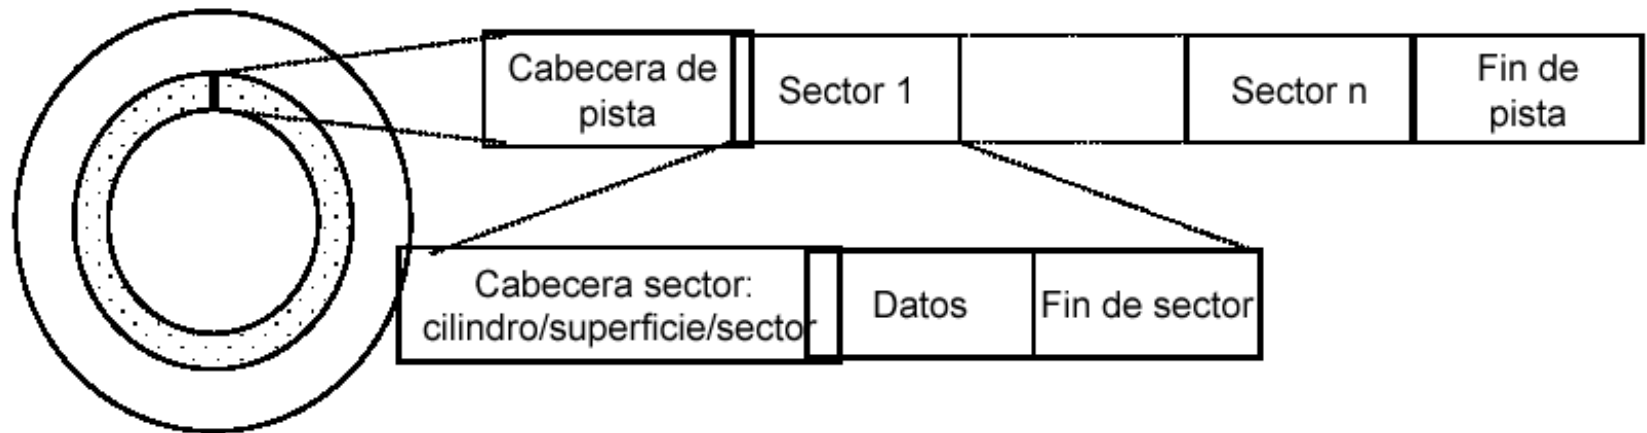 Cabecera de
pista
Sector 1
Sector n
Fin de
pista
Cabecera sector:
cilindro/superficie/sector
Datos
Fin de sector